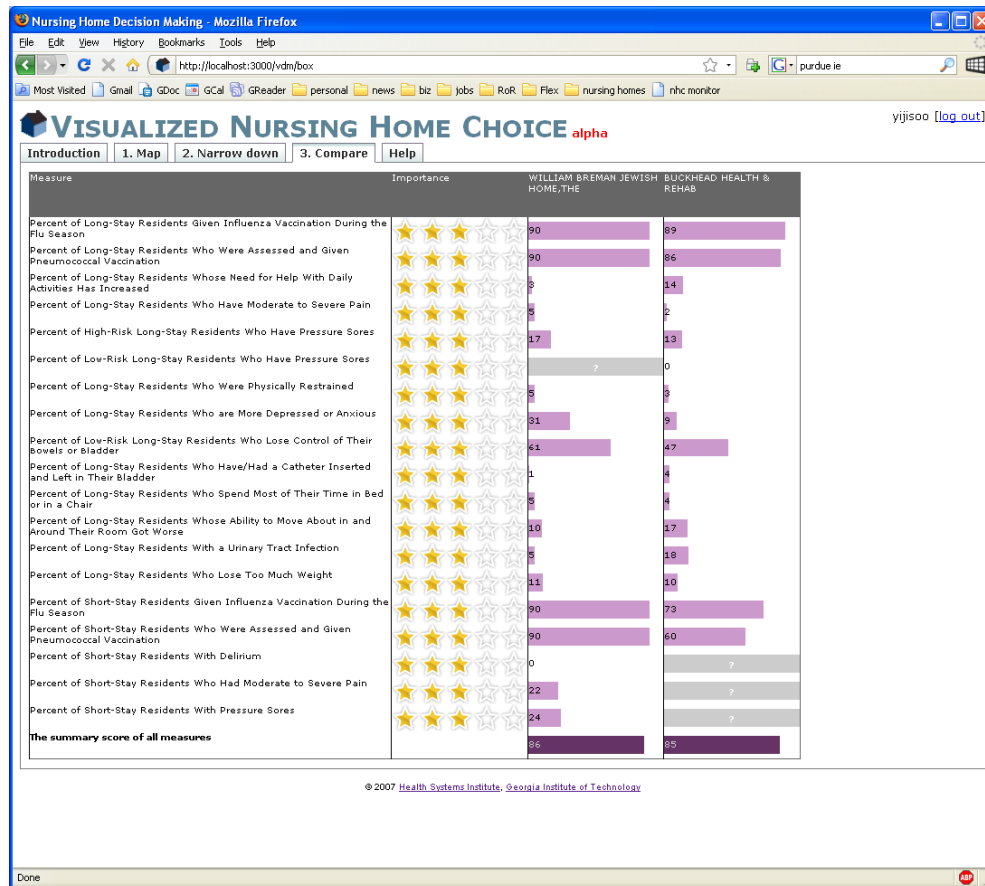 Nursing Home Decision Making - Mozilla Firefox
File Edit View History Bookmarks Tools Help
http://localhost:3000/vdm/box
G purdue ie
Most Visited Gmail GDoc GCal GReader personal news biz jobs RoR Flex nursing homes nhc monitor
VISUALIZED NURSING HOME CHOICE alpha
yijisoo [log out]
Introduction 1. Map 2. Narrow down 3. Compare Help
Measure Importance WILLIAM BREMAN JEWISH BUCKHEAD HEALTH &
HOME,THE REHAB
Percent of Long-Stay Residents Given Influenza Vaccination During the
Flu Season 90 89
Percent of Long-Stay Residents Who Were Assessed and Given
Pneumococcal Vaccination 90 86
Percent of Long-Stay Residents Whose Need for Help With Daily
Activities Has Increased 3 14
Percent of Long-Stay Residents Who Have Moderate to Severe Pain 5 2
Percent of High-Risk Long-Stay Residents Who Have Pressure Sores 17 13
Percent of Low-Risk Long-Stay Residents Who Have Pressure Sores ? 0
Percent of Long-Stay Residents Who Were Physically Restrained 5 3
Percent of Long-Stay Residents Who are More Depressed or Anxious 31 9
Percent of Low-Risk Long-Stay Residents Who Lose Control of Their
Bowels or Bladder 61 47
Percent of Long-Stay Residents Who Have/Had a Catheter Inserted
and Left in Their Bladder 1 4
Percent of Long-Stay Residents Who Spend Most of Their Time in Bed
or in a Chair 5 4
Percent of Long-Stay Residents Whose Ability to Move About in and
Around Their Room Got Worse 10 17
Percent of Long-Stay Residents With a Urinary Tract Infection 5 18
Percent of Long-Stay Residents Who Lose Too Much Weight 11 10
Percent of Short-Stay Residents Given Influenza Vaccination During the
Flu Season 90 73
Percent of Short-Stay Residents Who Were Assessed and Given
Pneumococcal Vaccination 90 60
Percent of Short-Stay Residents With Delirium 0 ?
Percent of Short-Stay Residents Who Had Moderate to Severe Pain 22 ?
Percent of Short-Stay Residents With Pressure Sores 24 ?
The summary score of all measures 86 85
© 2007 Health Systems Institute, Georgia Institute of Technology
Done
ABP